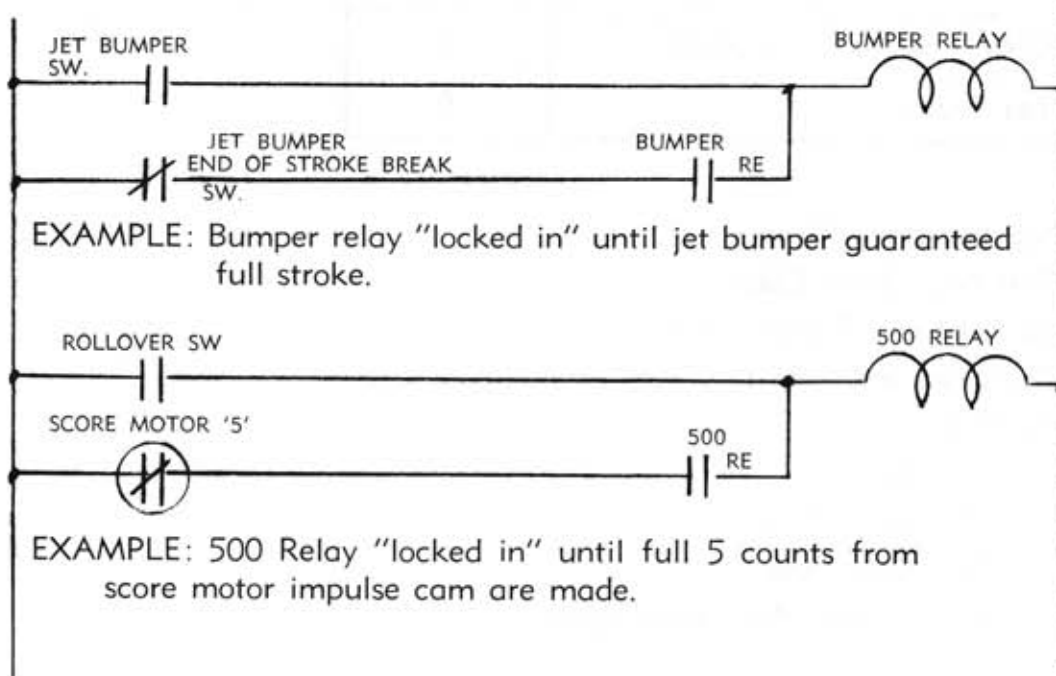 JET BUMPER
SW.
BUMPER RELAY
JET BUMPER
END OF STROKE BREAK
SW.
BUMPER
RE
EXAMPLE: Bumper relay "locked in" until jet bumper guaranteed
full stroke.
ROLLOVER SW
500 RELAY
SCORE MOTOR '5'
500
RE
EXAMPLE: 500 Relay "locked in" until full 5 counts from
score motor impulse cam are made.